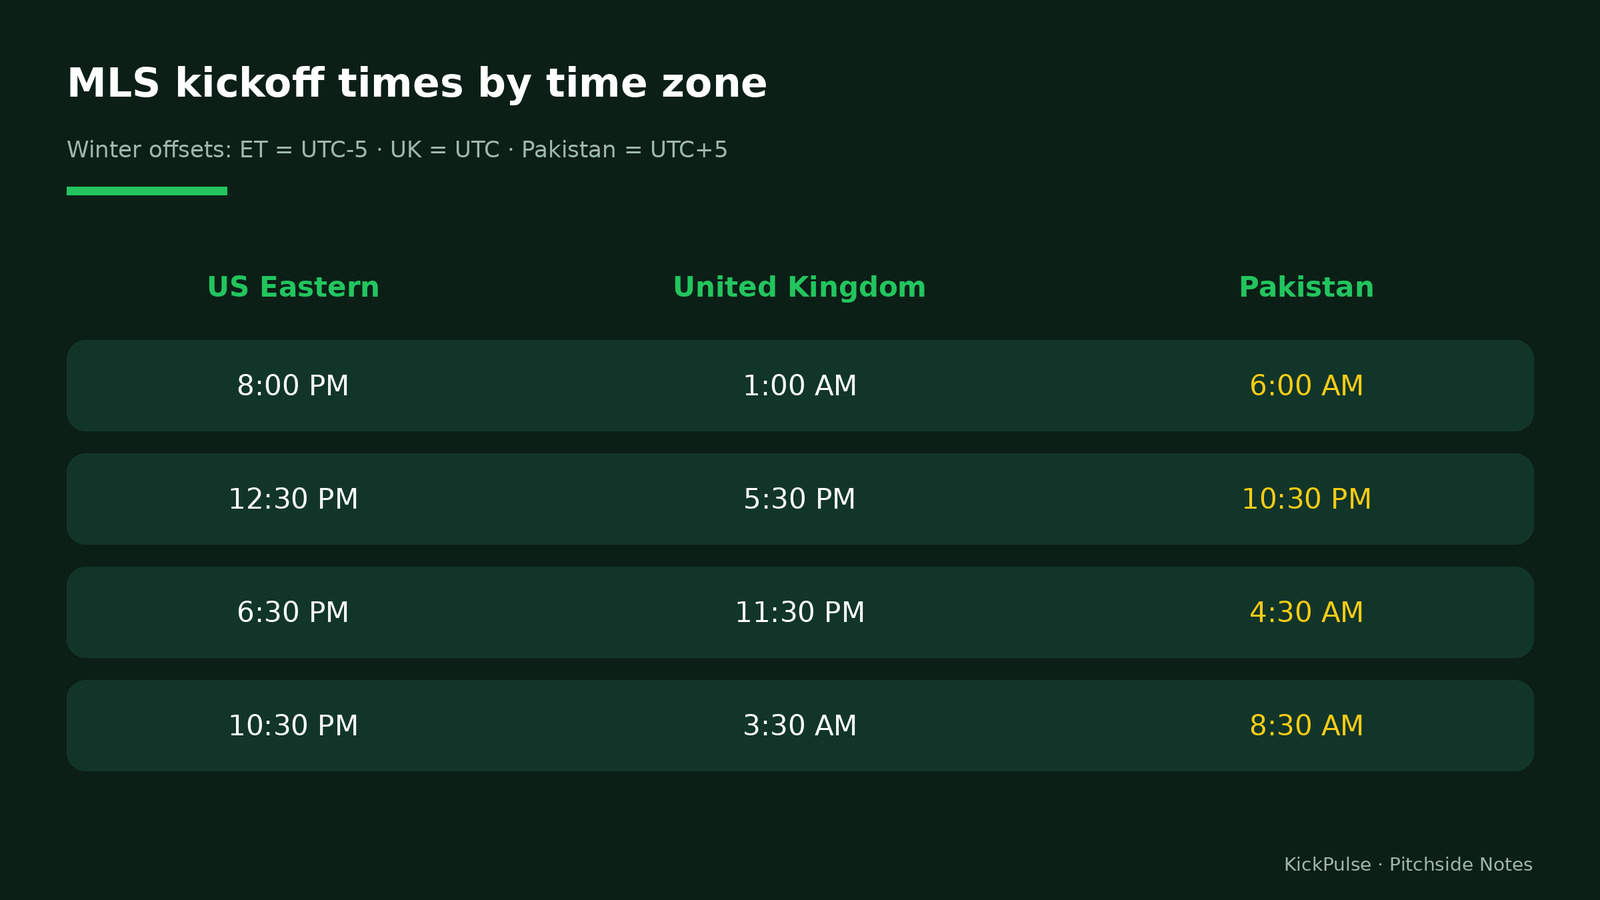 MLS kickoff times by time zone
Winter offsets: ET = UTC-5 · UK = UTC · Pakistan = UTC+5
US Eastern United Kingdom Pakistan
8:00 PM 1:00 AM 6:00 AM
12:30 PM 5:30 PM 10:30 PM
6:30 PM 11:30 PM 4:30 AM
10:30 PM 3:30 AM 8:30 AM
KickPulse · Pitchside Notes